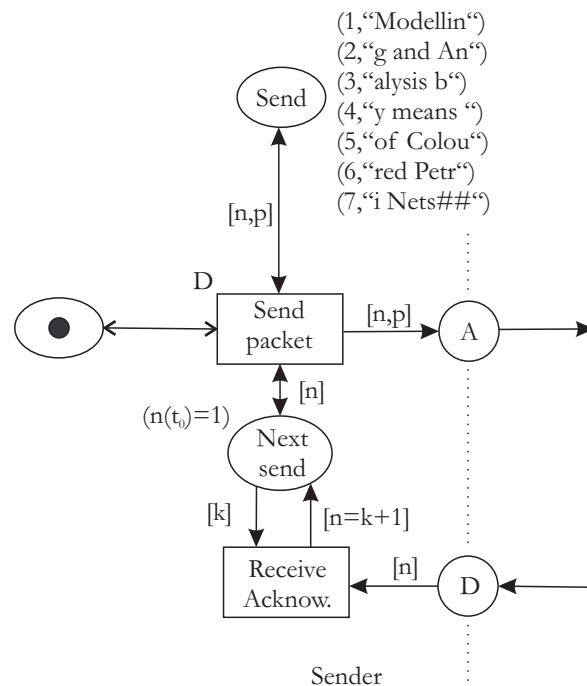 (1,“Modellin“)
(2,“g and An“)
(3,“alysis b“)
(4,“y means “)
(5,“of Colou“)
(6,“red Petr“)
(7,“i Nets##“)
Send
[n,p]
D
Send
packet
[n,p]
A
[n]
(n(t₀)=1)
Next
send
[k]
[n=k+1]
Receive
Acknow.
[n]
D
Sender